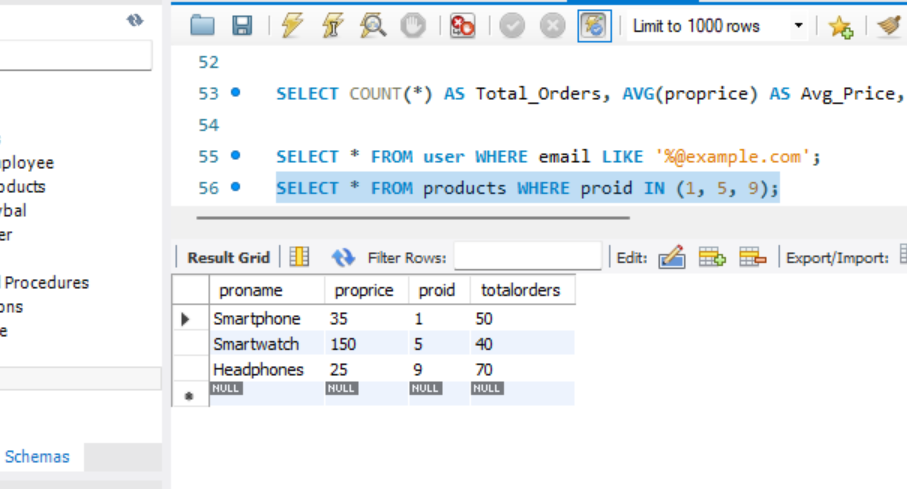 Limit to 1000 rows
52
53 SELECT COUNT(*) AS Total_Orders, AVG(proprice) AS Avg_Price,
54
55 SELECT * FROM user WHERE email LIKE '%@example.com';
56 SELECT * FROM products WHERE proid IN (1, 5, 9);
ployee
ducts
bal
er
Procedures
ons
e
Schemas
Result Grid Filter Rows: Edit: Export/Import:
proname proprice proid totalorders
Smartphone 35 1 50
Smartwatch 150 5 40
Headphones 25 9 70
NULL NULL NULL NULL